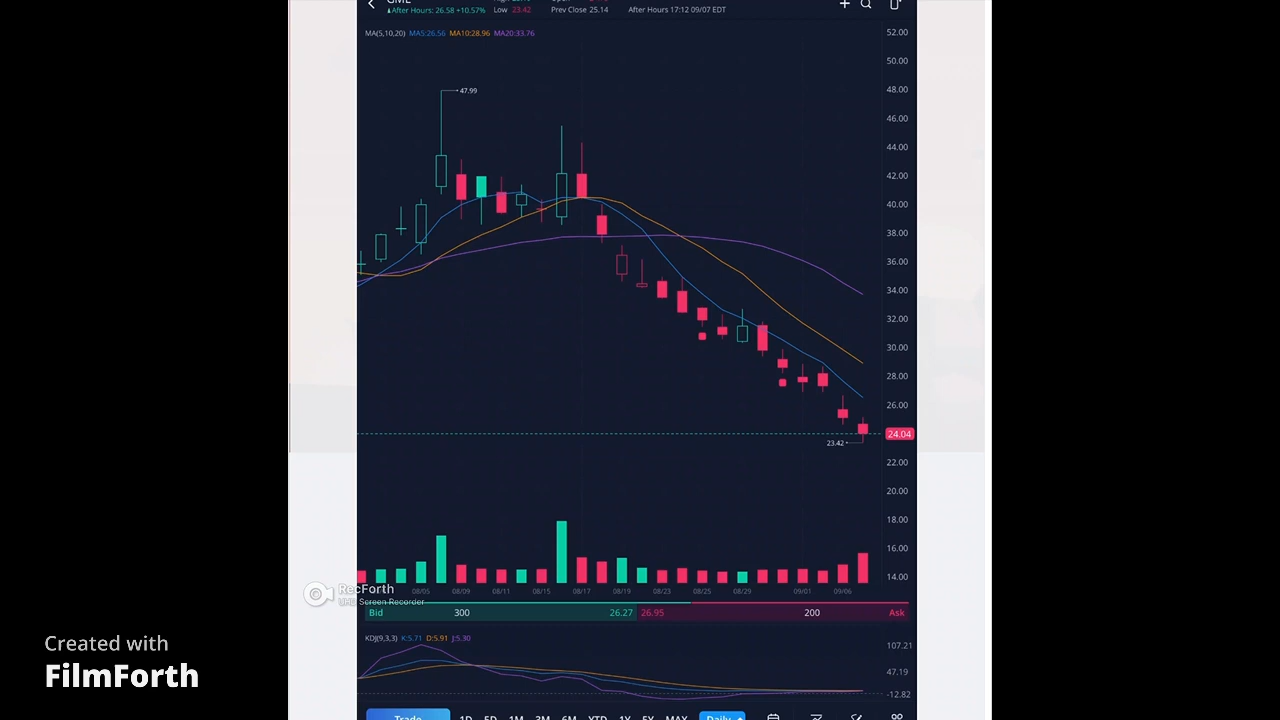 GME
▲After Hours: 26.58 +10.57%
Low 23.42 Prev Close 25.14 After Hours 17:12 09/07 EDT
MA(5,10,20) MA5:26.56 MA10:28.96 MA20:33.76
52.00
50.00
48.00
47.99
46.00
44.00
42.00
40.00
38.00
36.00
34.00
32.00
30.00
28.00
26.00
24.04
23.42
22.00
20.00
18.00
16.00
14.00
08/05 08/09 08/11 08/15 08/17 08/19 08/23 08/25 08/29 09/01 09/06
RecForth
Screen Recorder
Bid 300 26.27 26.95 200 Ask
KDJ(9,3,3) K:5.71 D:5.91 J:5.30
107.21
47.19
-12.82
Trade 1D 5D 1M 3M 6M YTD 1Y 5Y MAX Daily
Created with
FilmForth